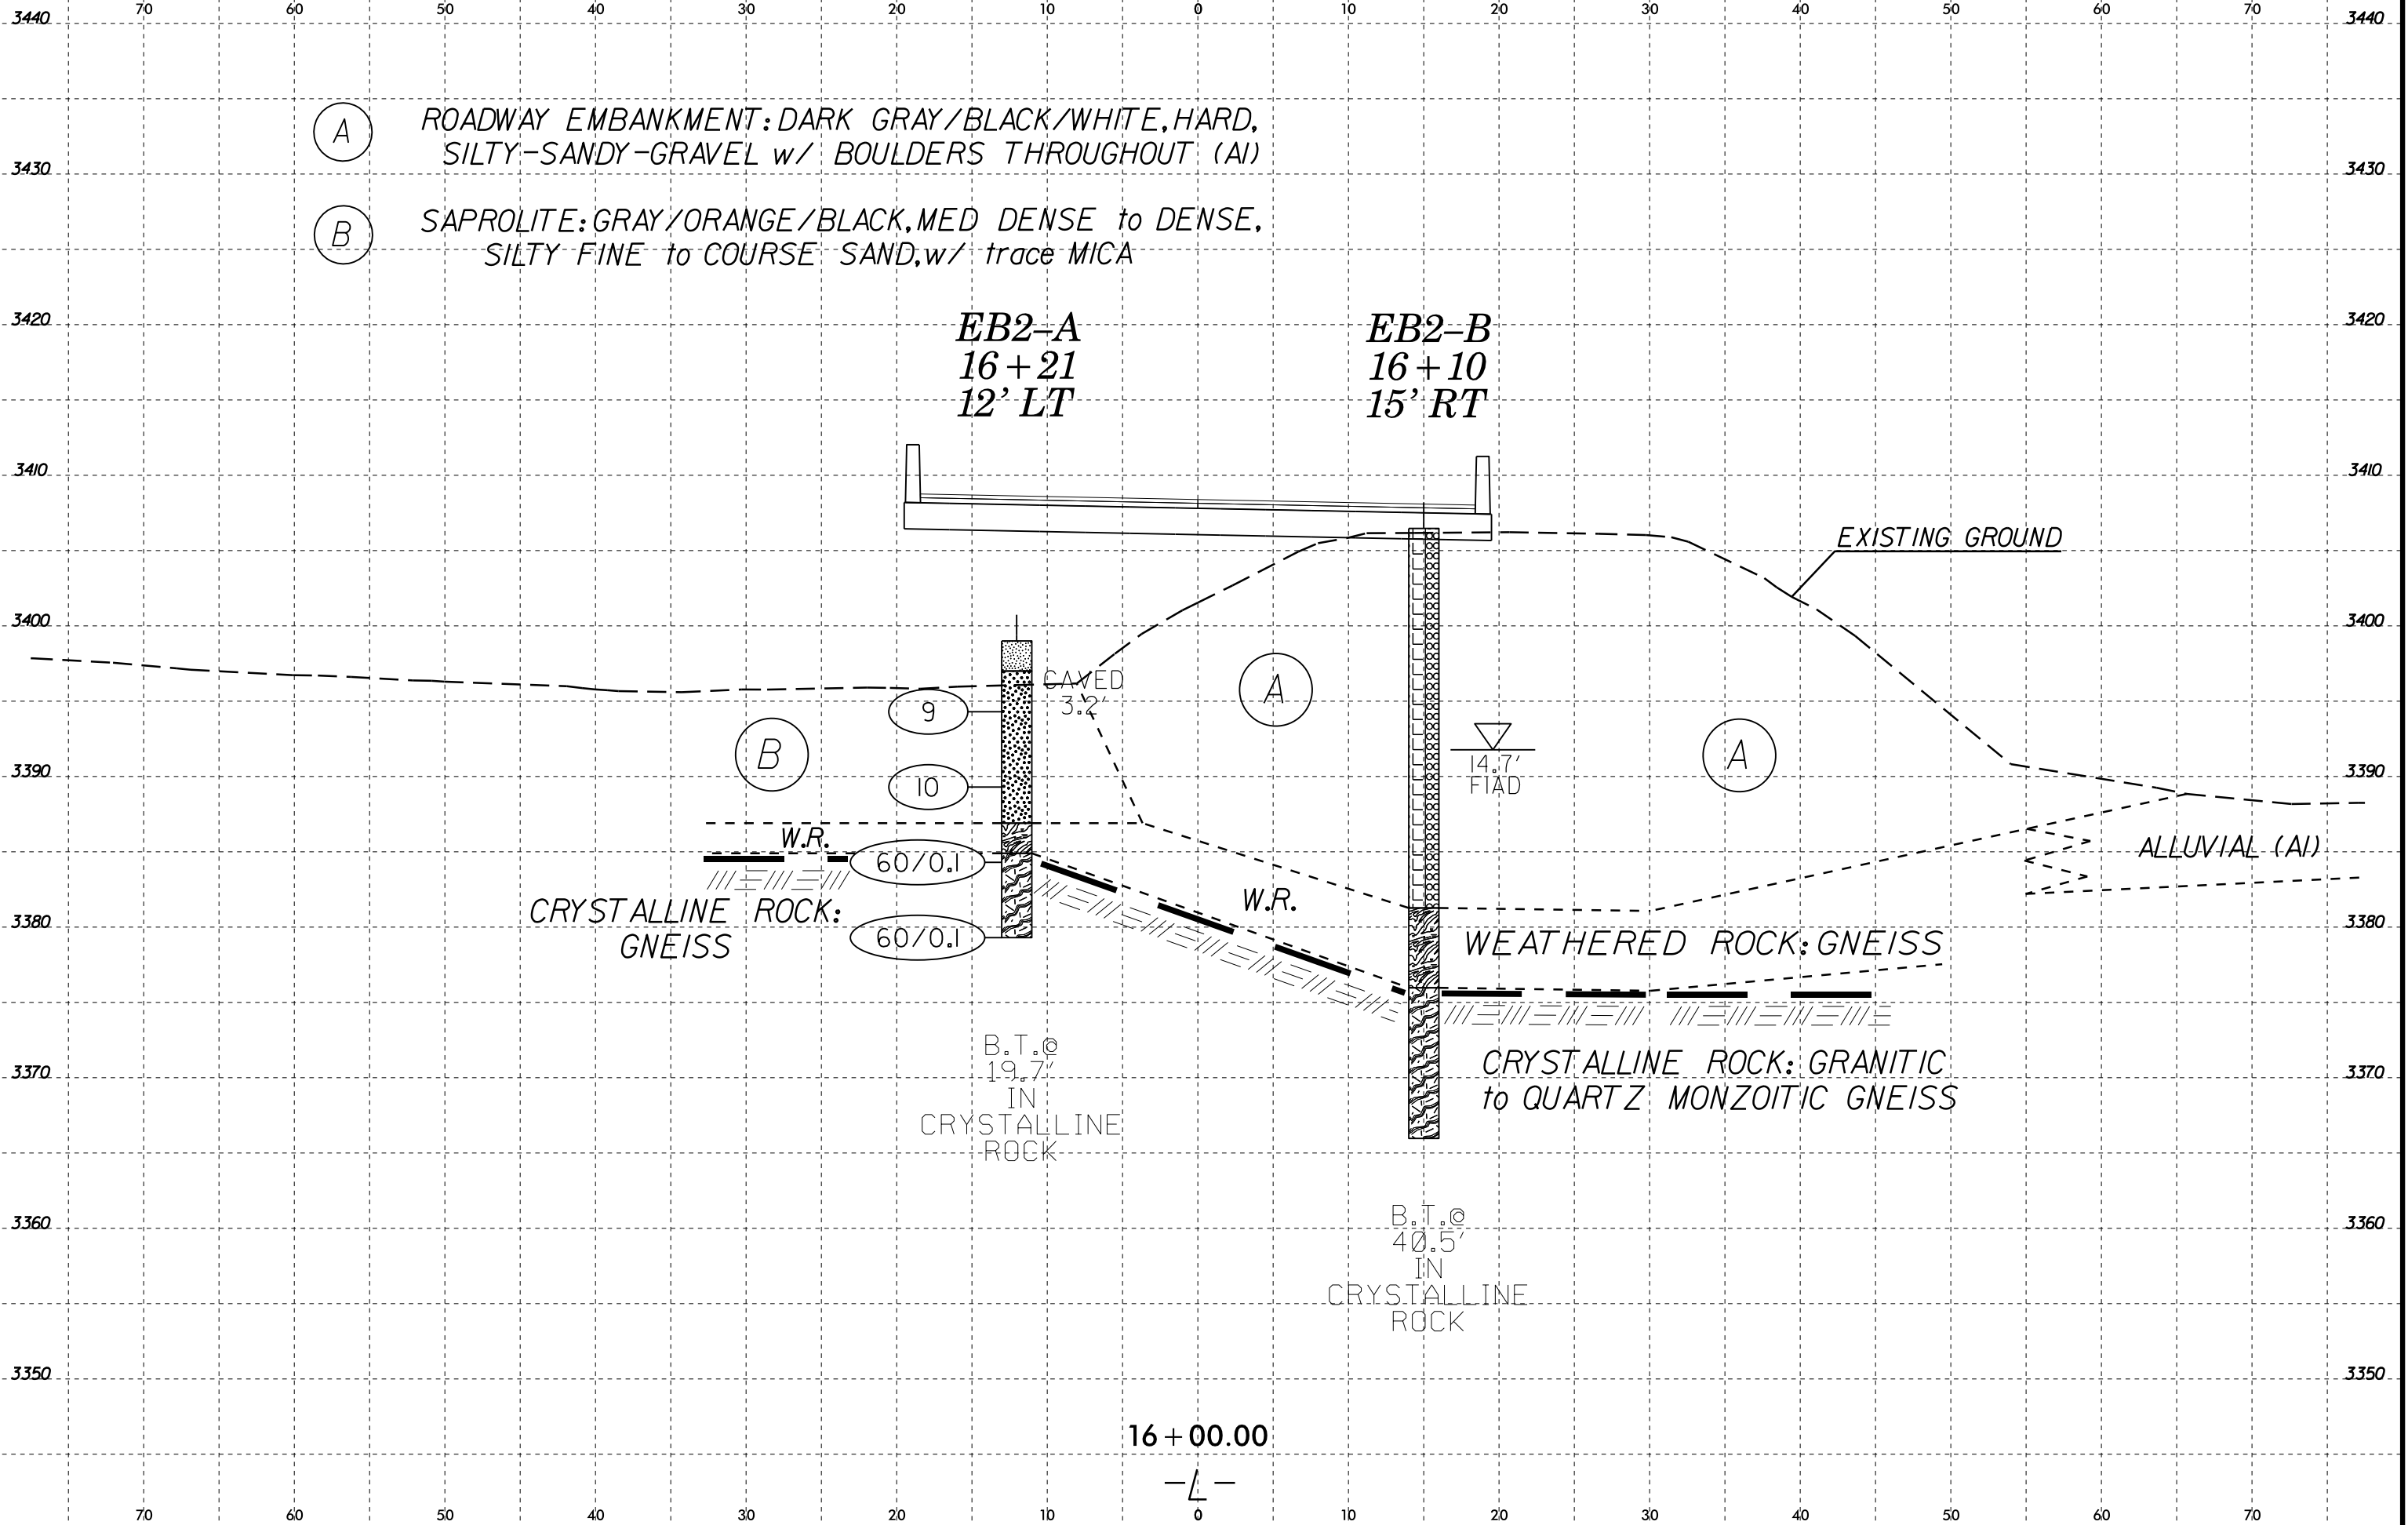 70 60 50 40 30 20 10 0 10 20 30 40 50 60 70
3440 3440
A ROADWAY EMBANKMENT: DARK GRAY/BLACK/WHITE, HARD,
SILTY-SANDY-GRAVEL w/ BOULDERS THROUGHOUT (A1)
3430 3430
B SAPROLITE: GRAY/ORANGE/BLACK, MED DENSE to DENSE,
SILTY FINE to COURSE SAND, w/ trace MICA
3420 3420
EB2-A
16+21
12' LT
EB2-B
16+10
15' RT
3410 3410
EXISTING GROUND
3400 3400
CAVED
3.2'
A
9
B
A
14.7'
FIAD
3390 3390
10
W.R.
60/0.1
ALLUVIAL (A1)
W.R.
CRYSTALLINE ROCK:
GNEISS
3380 3380
60/0.1
WEATHERED ROCK: GNEISS
B.T.@
19.7'
IN
CRYSTALLINE
ROCK
3370 3370
CRYSTALLINE ROCK: GRANITIC
to QUARTZ MONZOITIC GNEISS
3360 3360
B.T.@
40.5'
IN
CRYSTALLINE
ROCK
3350 3350
16+00.00
-L-
70 60 50 40 30 20 10 0 10 20 30 40 50 60 70